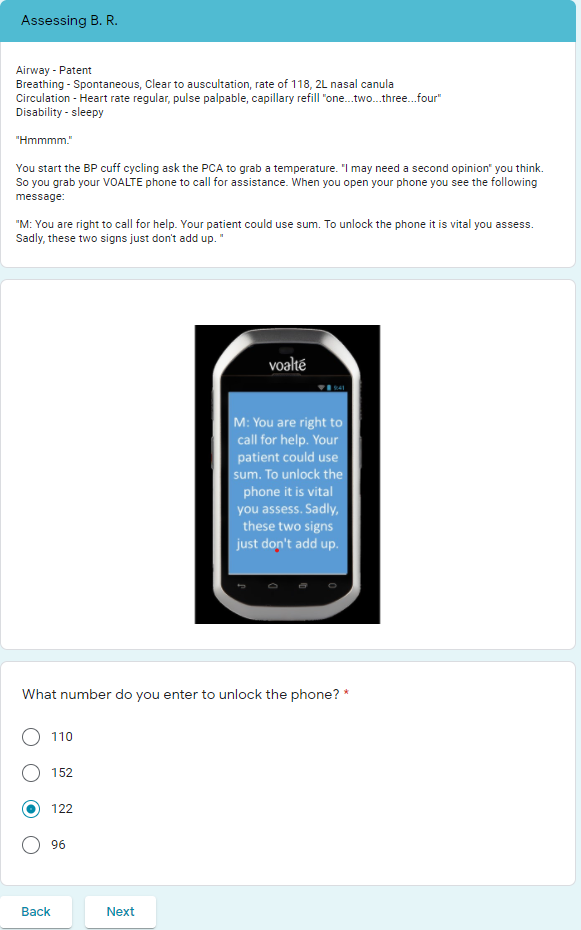 Assessing B. R.
Airway - Patent
Breathing - Spontaneous, Clear to auscultation, rate of 118, 2L nasal canula
Circulation - Heart rate regular, pulse palpable, capillary refill "one...two...three...four"
Disability - sleepy
"Hmmmm."
You start the BP cuff cycling ask the PCA to grab a temperature. "I may need a second opinion" you think.
So you grab your VOALTE phone to call for assistance. When you open your phone you see the following
message:
"M: You are right to call for help. Your patient could use sum. To unlock the phone it is vital you assess.
Sadly, these two signs just don't add up. "
voalté
9:41
M: You are right to
call for help. Your
patient could use
sum. To unlock the
phone it is vital
you assess. Sadly,
these two signs
just don't add up.
What number do you enter to unlock the phone? *
110
152
122
96
Back Next